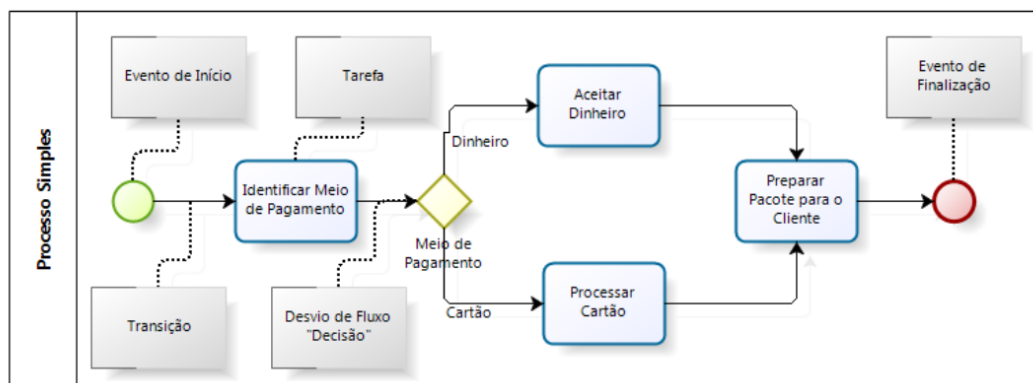 Processo Simples
Evento de Início
Tarefa
Evento de
Finalização
Aceitar
Dinheiro
Dinheiro
Identificar Meio
de Pagamento
Preparar
Pacote para o
Cliente
Meio de
Pagamento
Transição
Desvio de Fluxo
"Decisão"
Cartão
Processar
Cartão